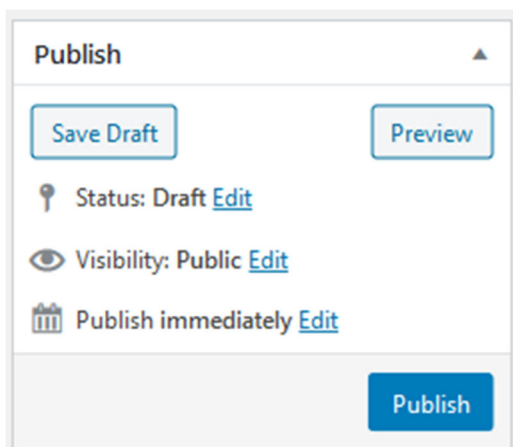 Publish
Save Draft Preview
Status: Draft Edit
Visibility: Public Edit
Publish immediately Edit
Publish